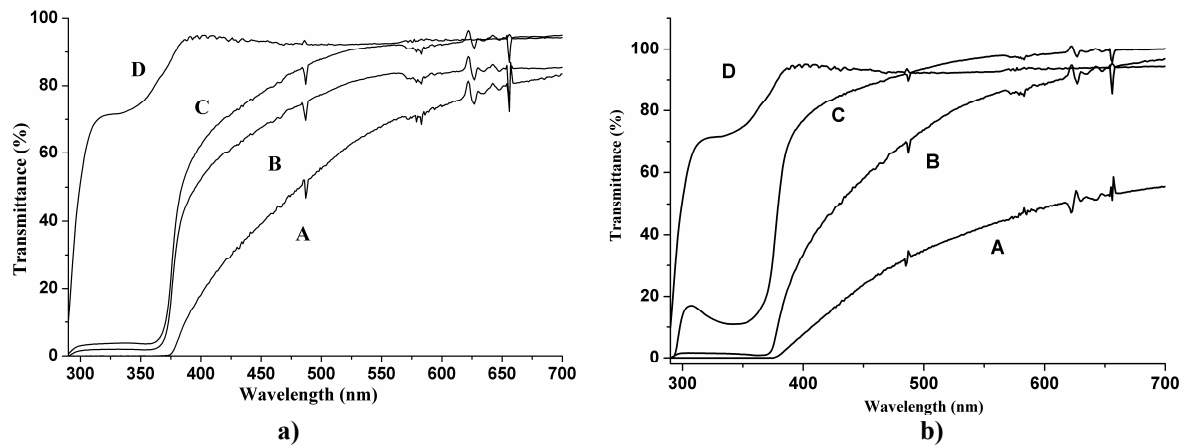 100
80
60
40
20
0
Transmittance (%)
D
C
B
A
300 350 400 450 500 550 600 650 700
Wavelength (nm)
a)
100
80
60
40
20
0
Transmittance (%)
D
C
B
A
300 400 500 600 700
Wavelength (nm)
b)